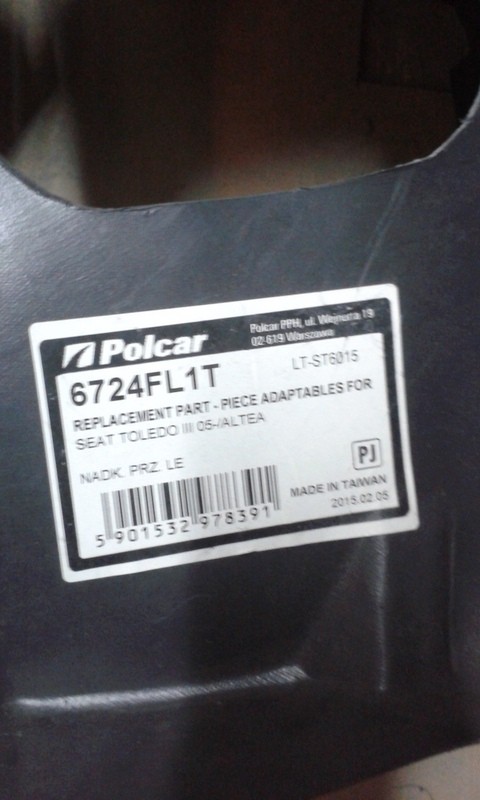 Polcar
Polcar PPH, ul. Wejnerta 19
02-619 Warszawa
6724FL1T
LT-ST6015
REPLACEMENT PART - PIECE ADAPTABLES FOR
SEAT TOLEDO III 05-/ALTEA
NADK. PRZ. LE
PJ
5 901532 978391
MADE IN TAIWAN
2015.02.05